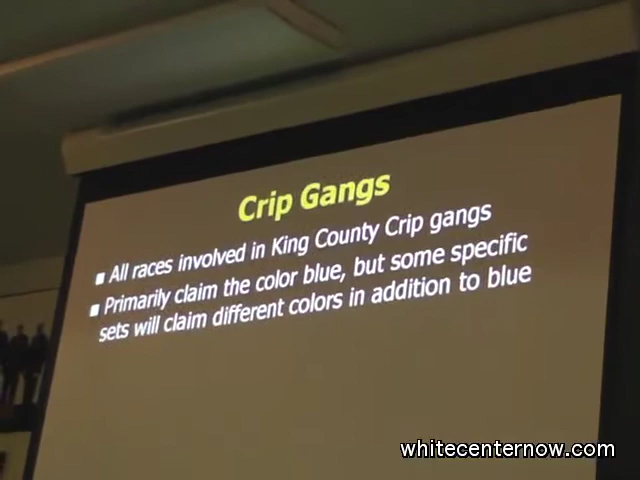 Crip Gangs
■ All races involved in King County Crip gangs
■ Primarily claim the color blue, but some specific
sets will claim different colors in addition to blue
whitecenternow.com